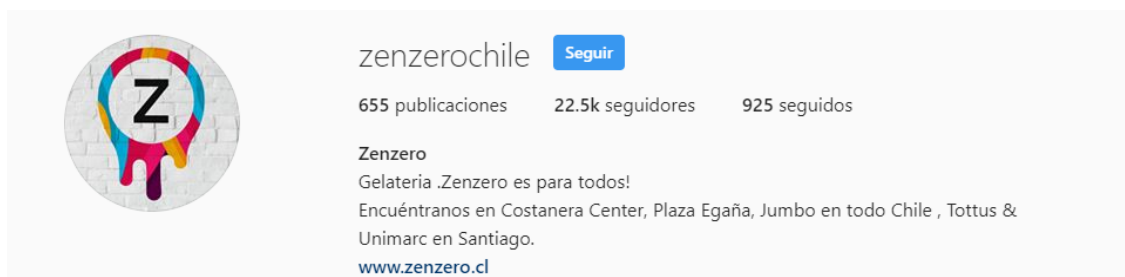 Z
zenzerochile Seguir
655 publicaciones 22.5k seguidores 925 seguidos
Zenzero
Gelateria .Zenzero es para todos!
Encuéntranos en Costanera Center, Plaza Egaña, Jumbo en todo Chile , Tottus &
Unimarc en Santiago.
www.zenzero.cl